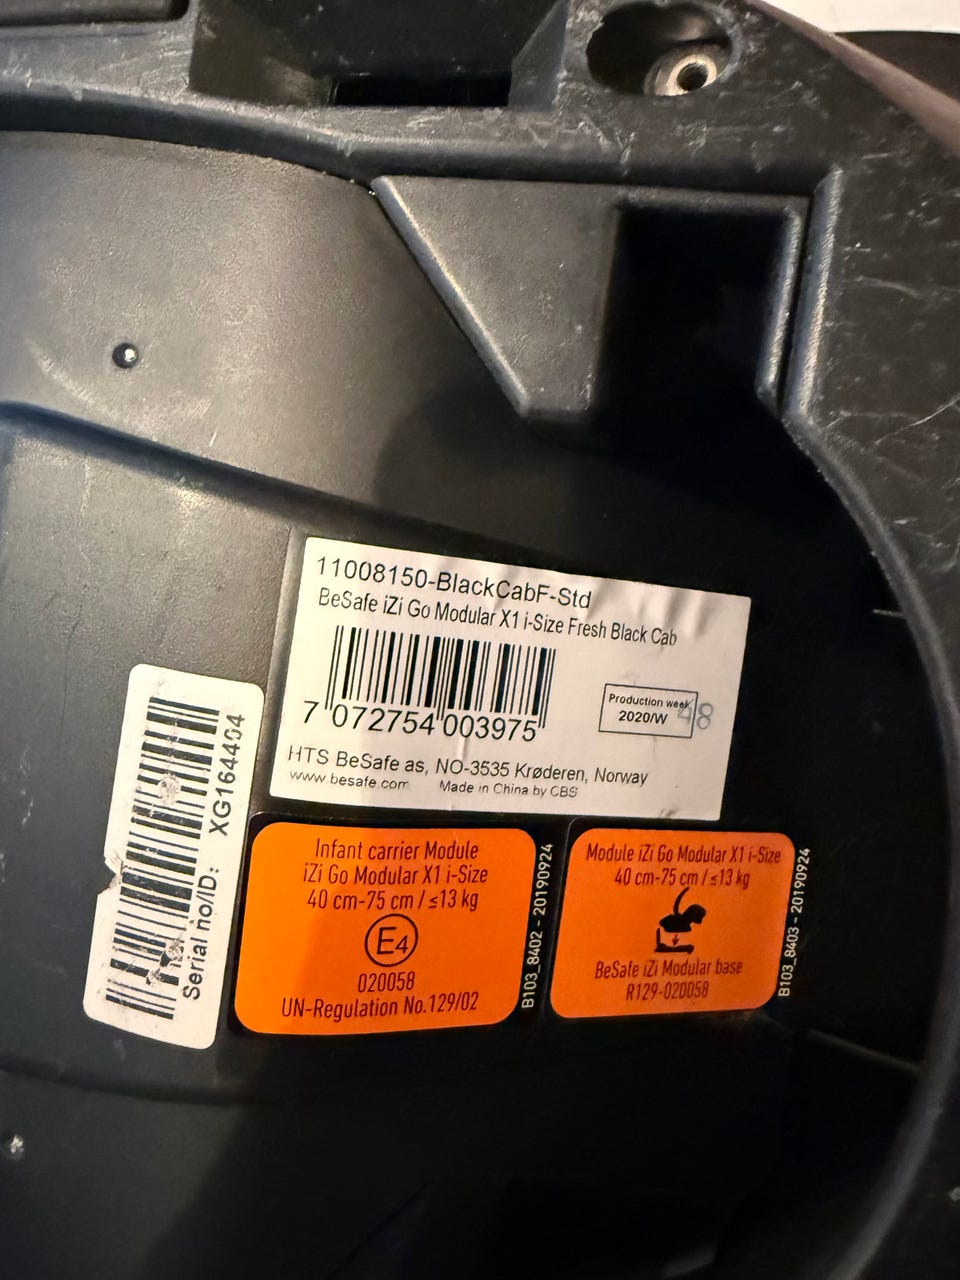 11008150-BlackCabF-Std
BeSafe iZi Go Modular X1 i-Size Fresh Black Cab
7 072754 003975
Production week
2020/W 48
HTS BeSafe as, NO-3535 Krøderen, Norway
www.besafe.com Made in China by CBS
Serial no/ID: XG164404
Infant carrier Module
iZi Go Modular X1 i-Size
40 cm-75 cm / ≤13 kg
E4
020058
UN-Regulation No.129/02
B103_8402 - 20190924
Module iZi Go Modular X1 i-Size
40 cm-75 cm / ≤13 kg
BeSafe iZi Modular base
R129-020058
B103_8403 - 20190924